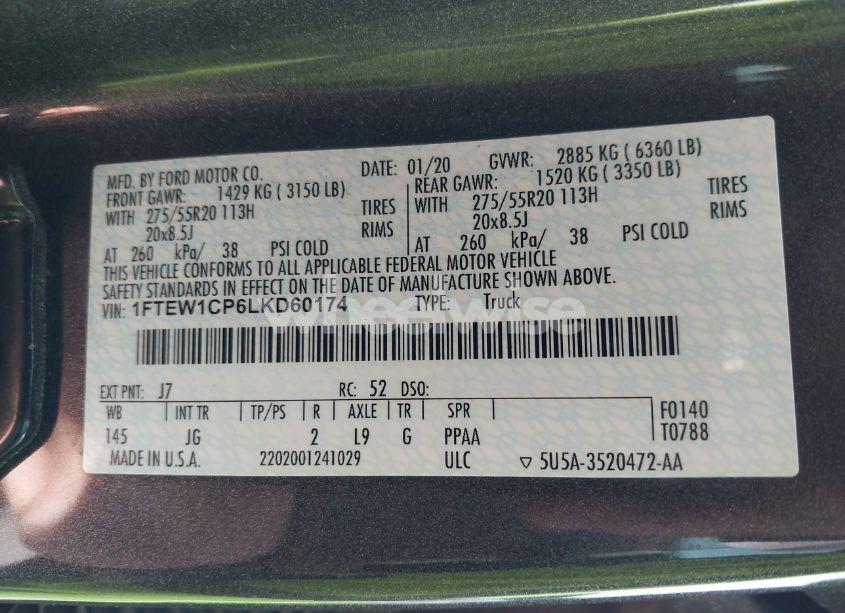 MFD. BY FORD MOTOR CO. DATE: 01/20 GVWR: 2885 KG ( 6360 LB)
FRONT GAWR: 1429 KG ( 3150 LB) REAR GAWR: 1520 KG ( 3350 LB)
WITH 275/55R20 113H TIRES WITH 275/55R20 113H TIRES
20x8.5J RIMS 20x8.5J RIMS
AT 260 kPa/ 38 PSI COLD AT 260 kPa/ 38 PSI COLD
THIS VEHICLE CONFORMS TO ALL APPLICABLE FEDERAL MOTOR VEHICLE
SAFETY STANDARDS IN EFFECT ON THE DATE OF MANUFACTURE SHOWN ABOVE.
VIN: 1FTEW1CP6LKD60174 TYPE: Truck
wheelwise
EXT PNT: J7 RC: 52 DSO:
WB INT TR TP/PS R AXLE TR SPR F0140
145 JG 2 L9 G PPAA T0788
MADE IN U.S.A. 2202001241029 ULC ▽ 5U5A-3520472-AA